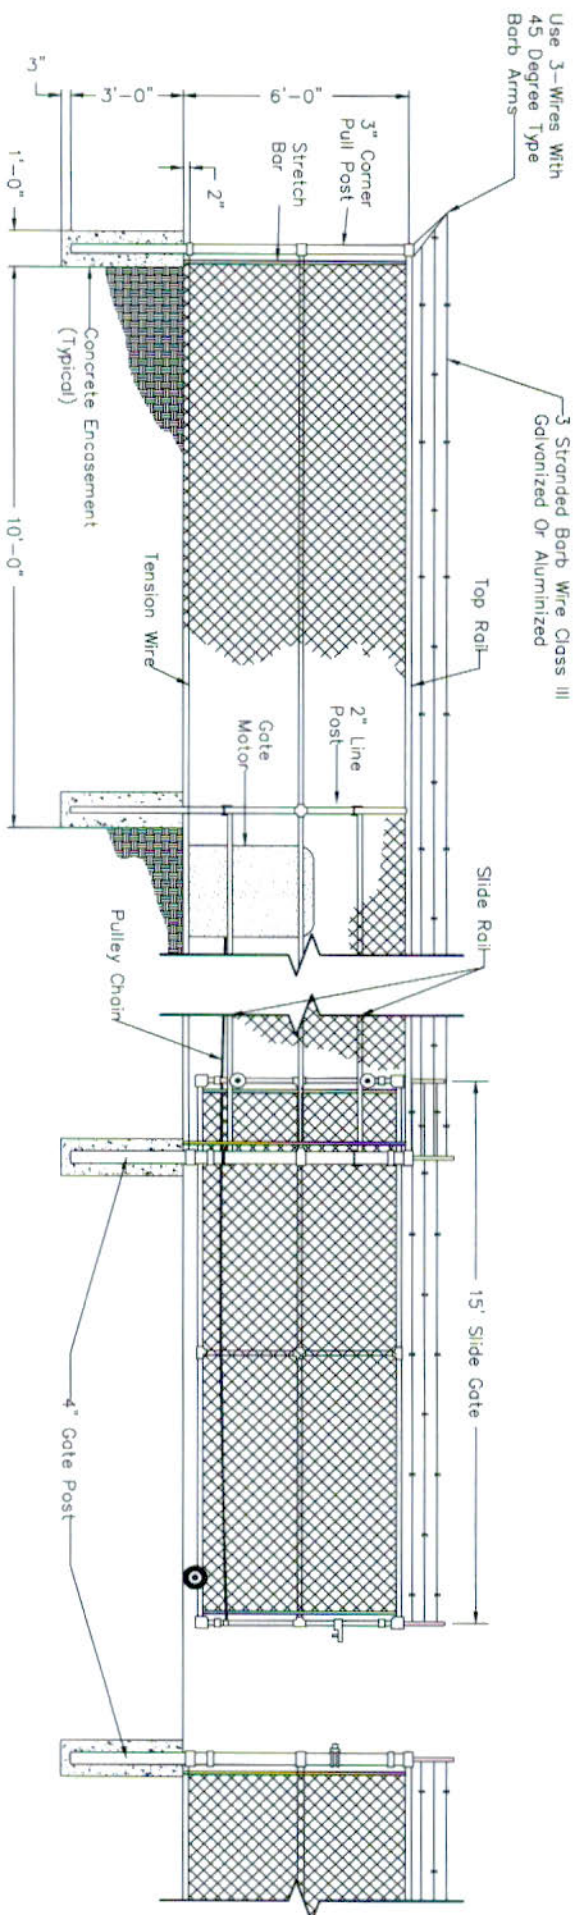 Use 3-Wires With
45 Degree Type
Barb Arms
3 Stranded Barb Wire Class III
Galvanized Or Aluminized
Top Rail
Slide Rail
15' Slide Gate
6'-0"
3'-0"
3"
3" Corner
Pull Post
Stretch
Bar
2"
2" Line
Post
Gate
Motor
1'-0"
Concrete Encasement
(Typical)
10'-0"
Tension Wire
Pulley Chain
4" Gate Post